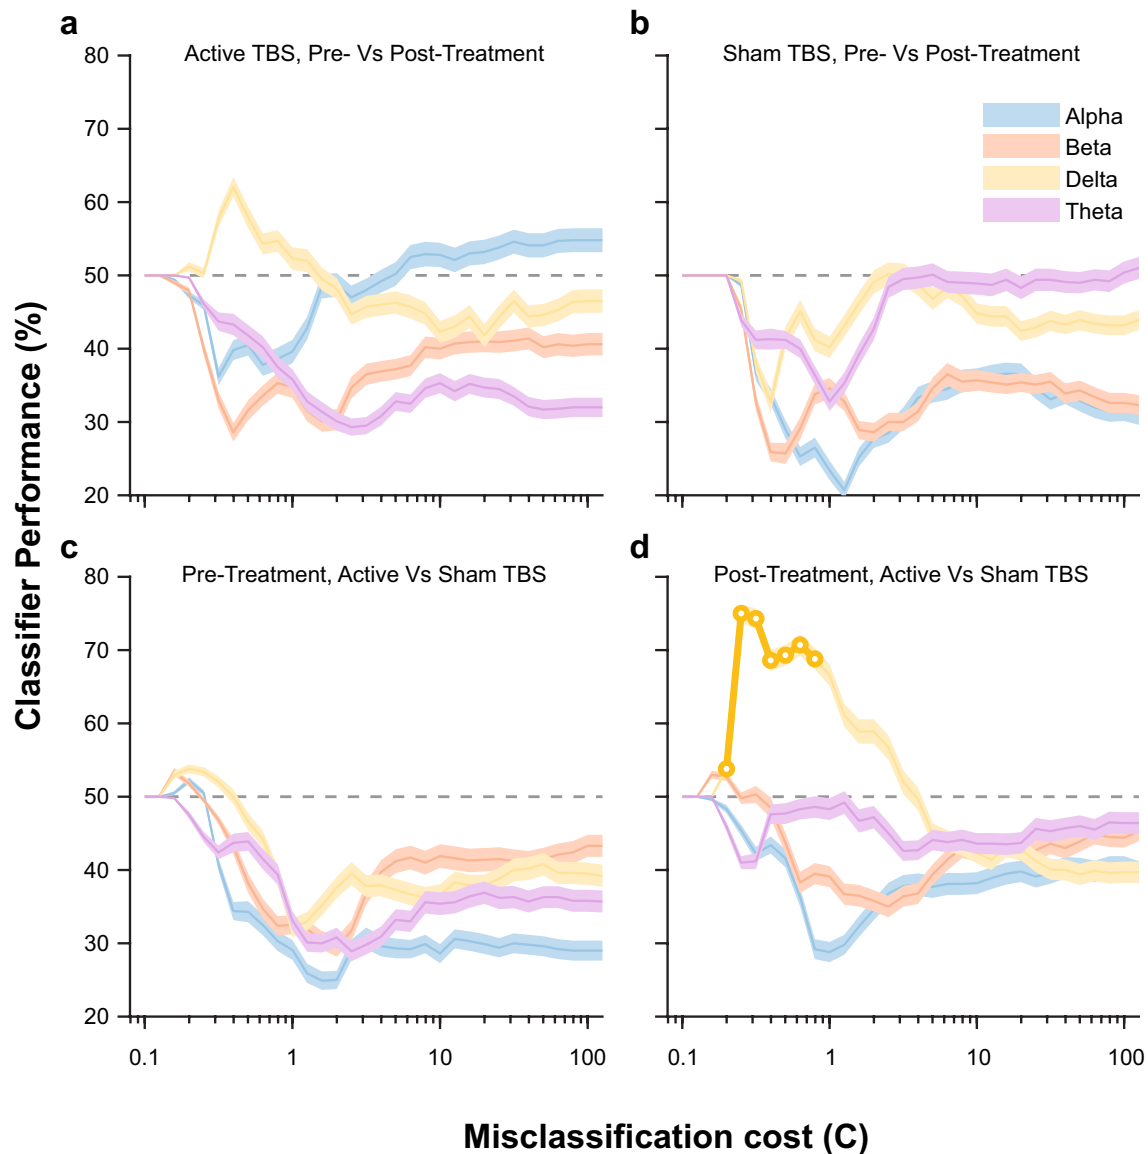 a
Active TBS, Pre- Vs Post-Treatment
80
70
60
50
40
30
20
b
Sham TBS, Pre- Vs Post-Treatment
Alpha
Beta
Delta
Theta
c
Pre-Treatment, Active Vs Sham TBS
80
70
60
50
40
30
20
0.1
1
10
100
d
Post-Treatment, Active Vs Sham TBS
0.1
1
10
100
Classifier Performance (%)
Misclassification cost (C)